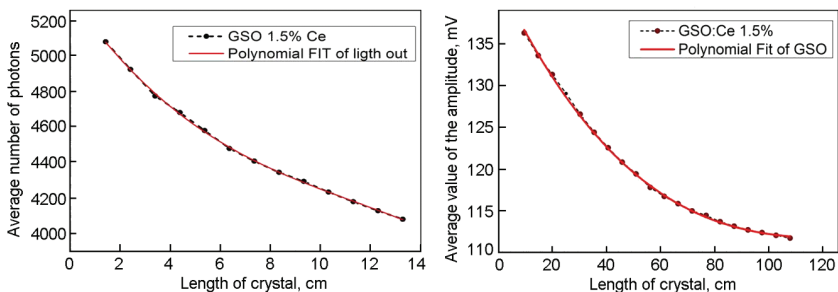 5200
5000
4800
4600
4400
4200
4000
Average number of photons
GSO 1.5% Ce
Polynomial FIT of ligth out
0 2 4 6 8 10 12 14
Length of crystal, cm
135
130
125
120
115
110
Average value of the amplitude, mV
GSO:Ce 1.5%
Polynomial Fit of GSO
0 20 40 60 80 100 120
Length of crystal, cm